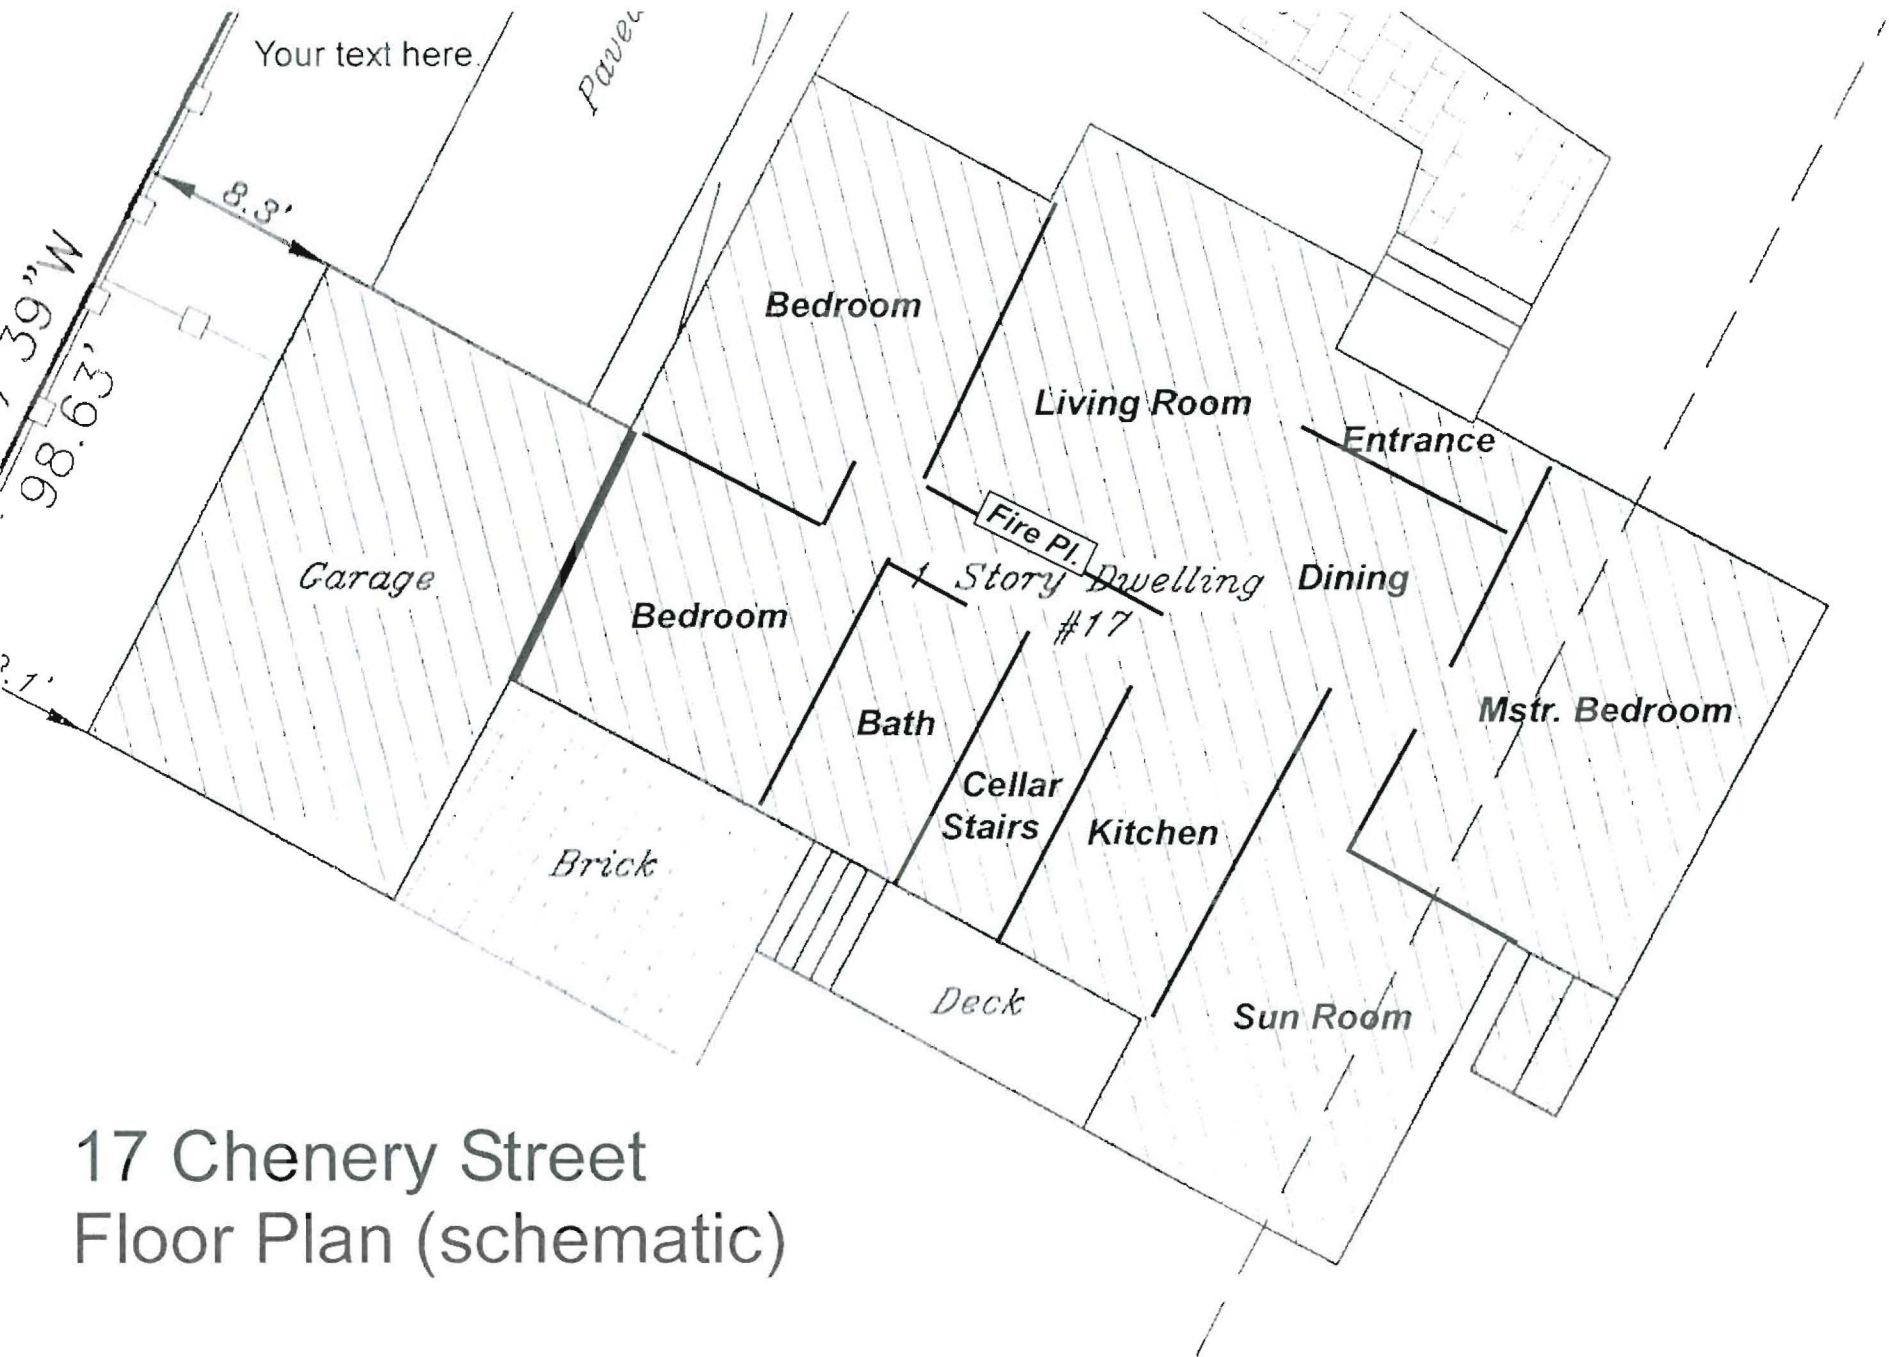 Your text here.
8.3'
39"W
98.63'
Bedroom
Living Room
Entrance
Fire Pl.
Garage
1 Story Dwelling
#17
Dining
Bedroom
Mstr. Bedroom
Bath
Cellar
Stairs
Kitchen
Brick
Deck
Sun Room
17 Chenery Street
Floor Plan (schematic)